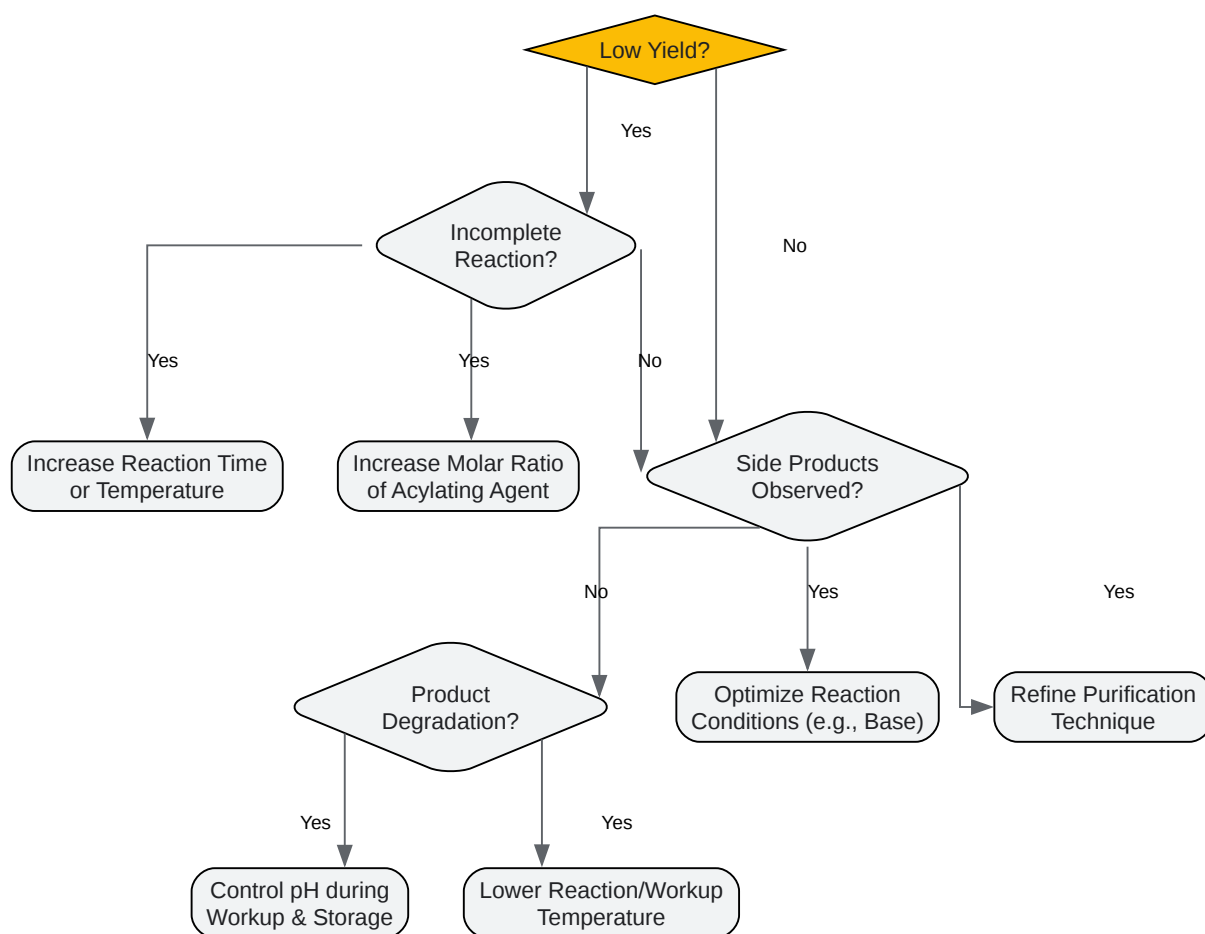 Low Yield?
Yes
Incomplete
Reaction?
No
Yes
Yes
No
Increase Reaction Time
or Temperature
Increase Molar Ratio
of Acylating Agent
Side Products
Observed?
No
Yes
Yes
Product
Degradation?
Optimize Reaction
Conditions (e.g., Base)
Refine Purification
Technique
Yes
Yes
Control pH during
Workup & Storage
Lower Reaction/Workup
Temperature